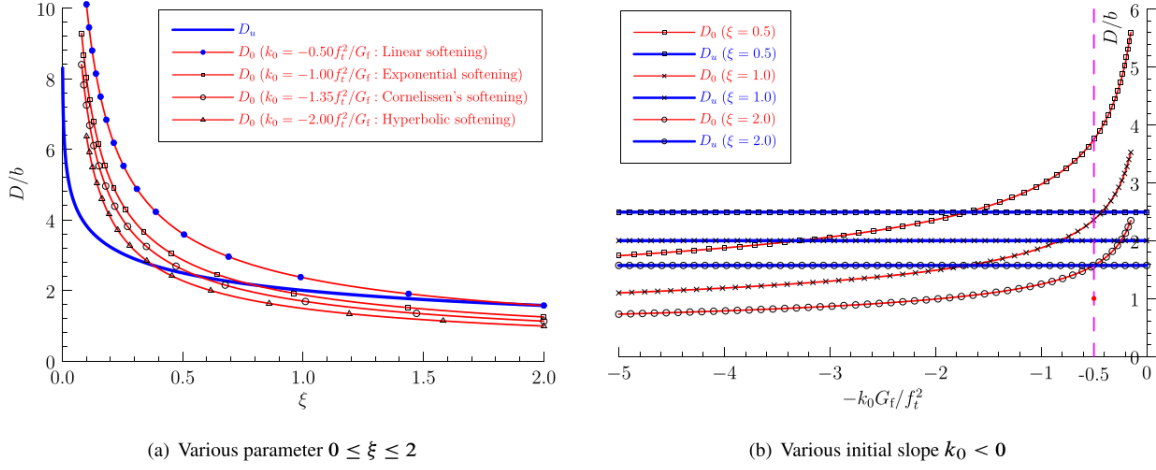 10
8
6
4
2
0
D/b
D_u
D_0 (k_0 = −0.50f_t^2/G_f : Linear softening)
D_0 (k_0 = −1.00f_t^2/G_f : Exponential softening)
D_0 (k_0 = −1.35f_t^2/G_f : Cornelissen's softening)
D_0 (k_0 = −2.00f_t^2/G_f : Hyperbolic softening)
0.0 0.5 1.0 1.5 2.0
ξ
(a) Various parameter 0 ≤ ξ ≤ 2
D_0 (ξ = 0.5)
D_u (ξ = 0.5)
D_0 (ξ = 1.0)
D_u (ξ = 1.0)
D_0 (ξ = 2.0)
D_u (ξ = 2.0)
D/b
6
5
4
3
2
1
0
−5 −4 −3 −2 −1 -0.5 0
−k_0G_f/f_t^2
(b) Various initial slope k_0 < 0